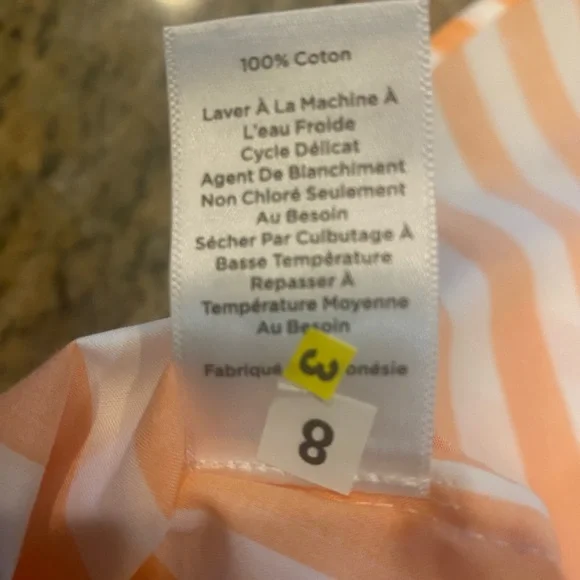 100% Coton
Laver À La Machine À
L'eau Froide
Cycle Délicat
Agent De Blanchiment
Non Chloré Seulement
Au Besoin
Sécher Par Culbutage À
Basse Température
Repasser À
Température Moyenne
Au Besoin
Fabriqué onésie
3
8